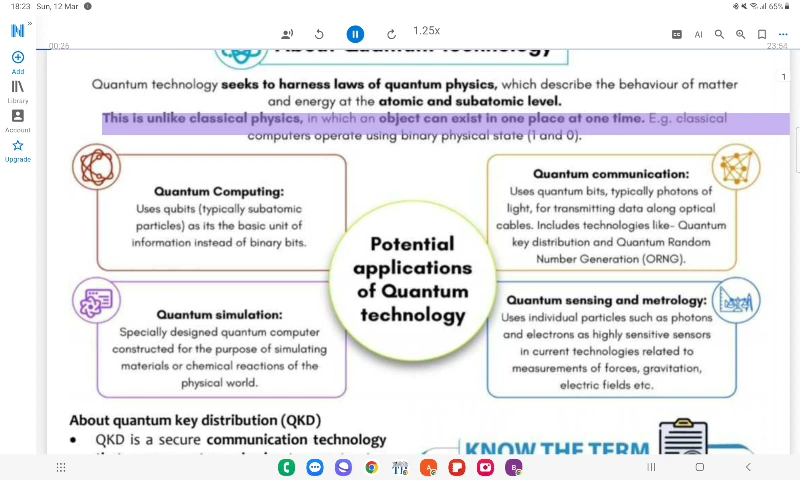 18:23 Sun, 12 Mar
65%
1.25x
AI
00:26
23:54
Add
Library
Account
Upgrade
About Quantum Technology
1
Quantum technology seeks to harness laws of quantum physics, which describe the behaviour of matter
and energy at the atomic and subatomic level.
This is unlike classical physics, in which an object can exist in one place at one time. E.g. classical
computers operate using binary physical state (1 and 0).
Quantum Computing:
Uses qubits (typically subatomic
particles) as its the basic unit of
information instead of binary bits.
Quantum communication:
Uses quantum bits, typically photons of
light, for transmitting data along optical
cables. Includes technologies like- Quantum
key distribution and Quantum Random
Number Generation (ORNG).
Potential
applications
of Quantum
technology
Quantum simulation:
Specially designed quantum computer
constructed for the purpose of simulating
materials or chemical reactions of the
physical world.
Quantum sensing and metrology:
Uses individual particles such as photons
and electrons as highly sensitive sensors
in current technologies related to
measurements of forces, gravitation,
electric fields etc.
About quantum key distribution (QKD)
• QKD is a secure communication technology
KNOW THE TERM